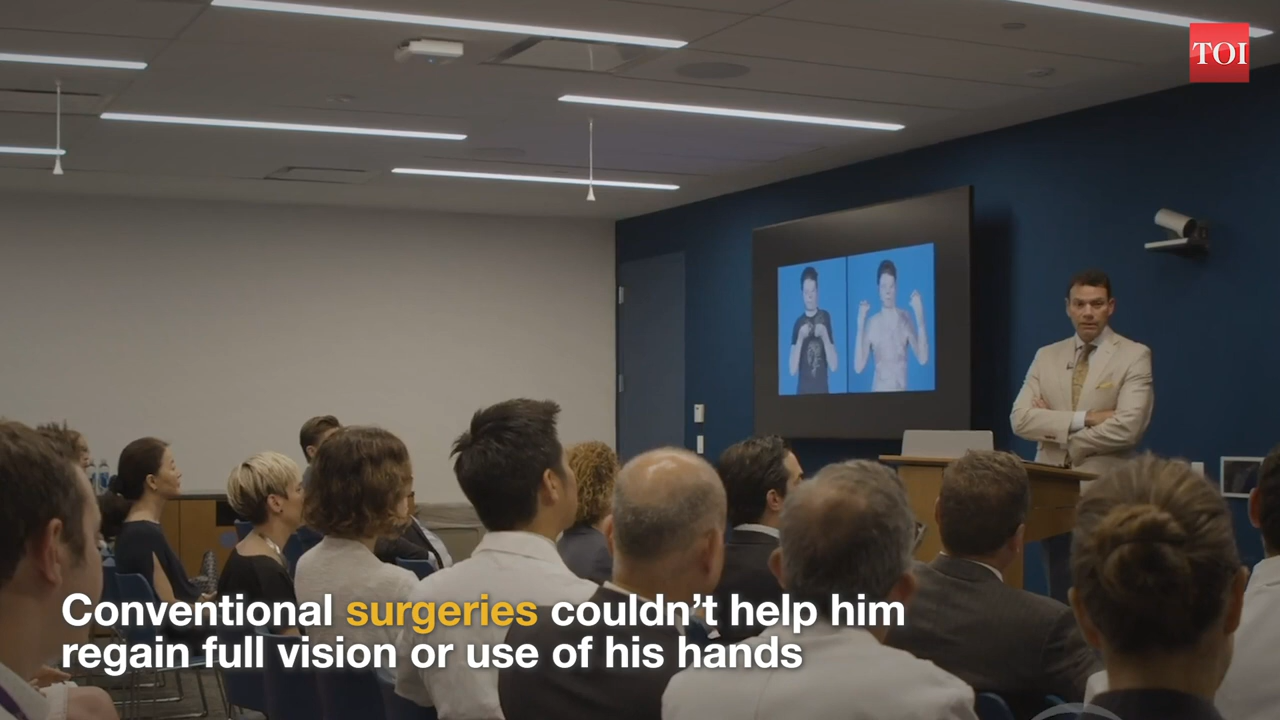 TOI
Conventional surgeries couldn't help him
regain full vision or use of his hands